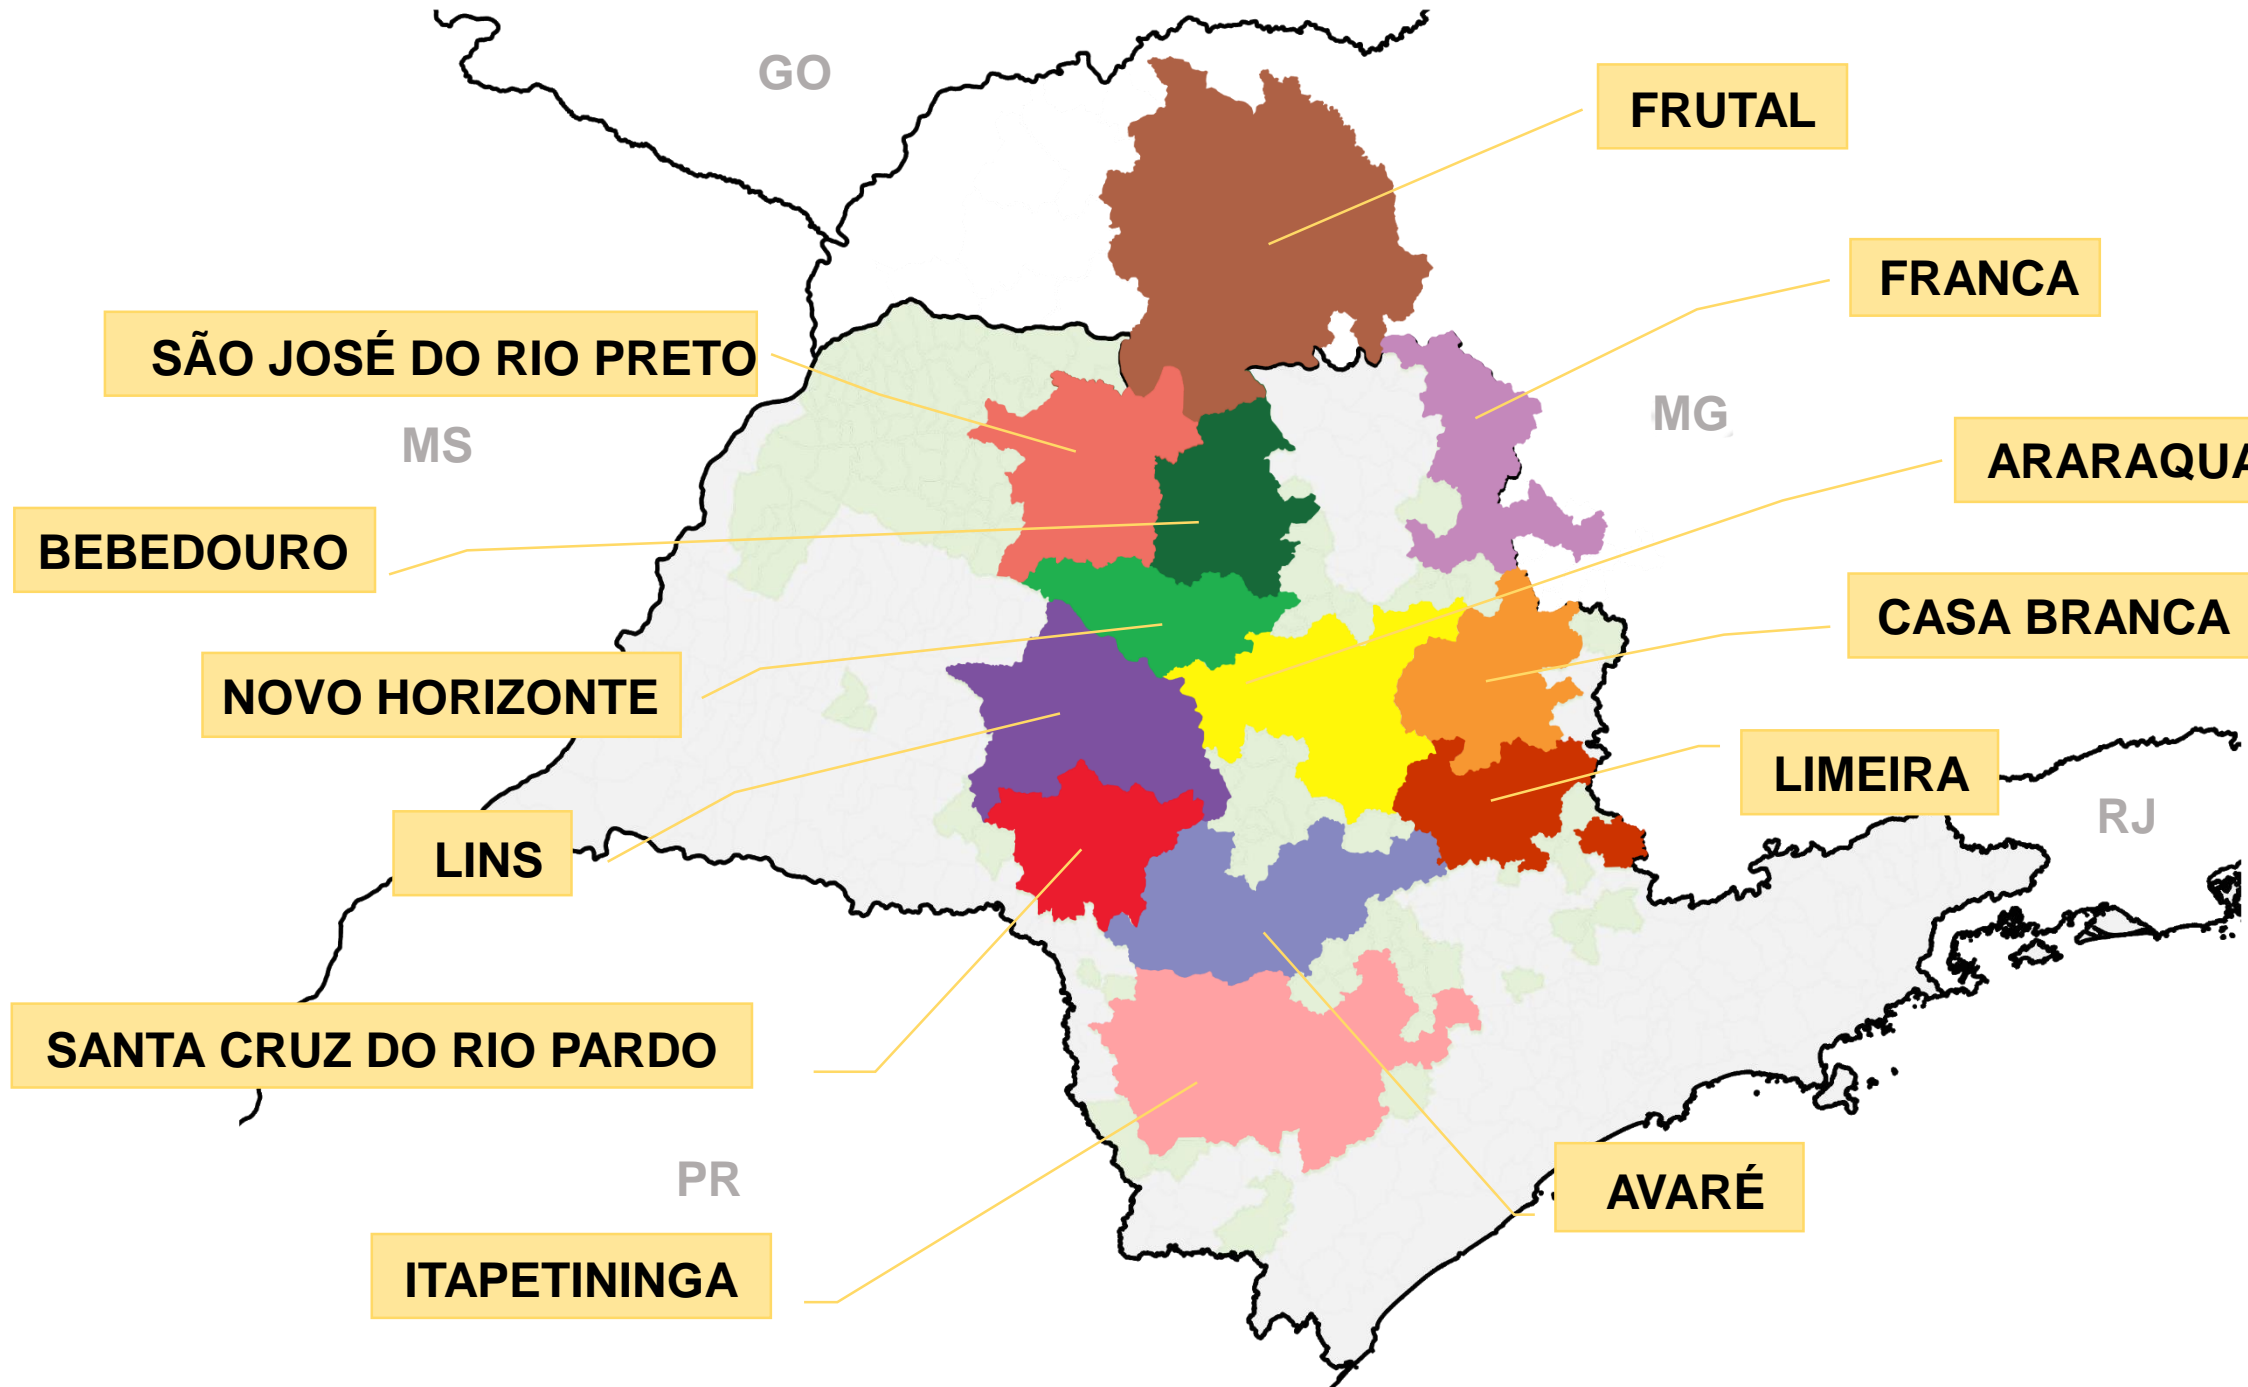 GO
FRUTAL
FRANCA
SÃO JOSÉ DO RIO PRETO
MG
MS
ARARAQUA
BEBEDOURO
CASA BRANCA
NOVO HORIZONTE
LIMEIRA
RJ
LINS
SANTA CRUZ DO RIO PARDO
PR
AVARÉ
ITAPETININGA